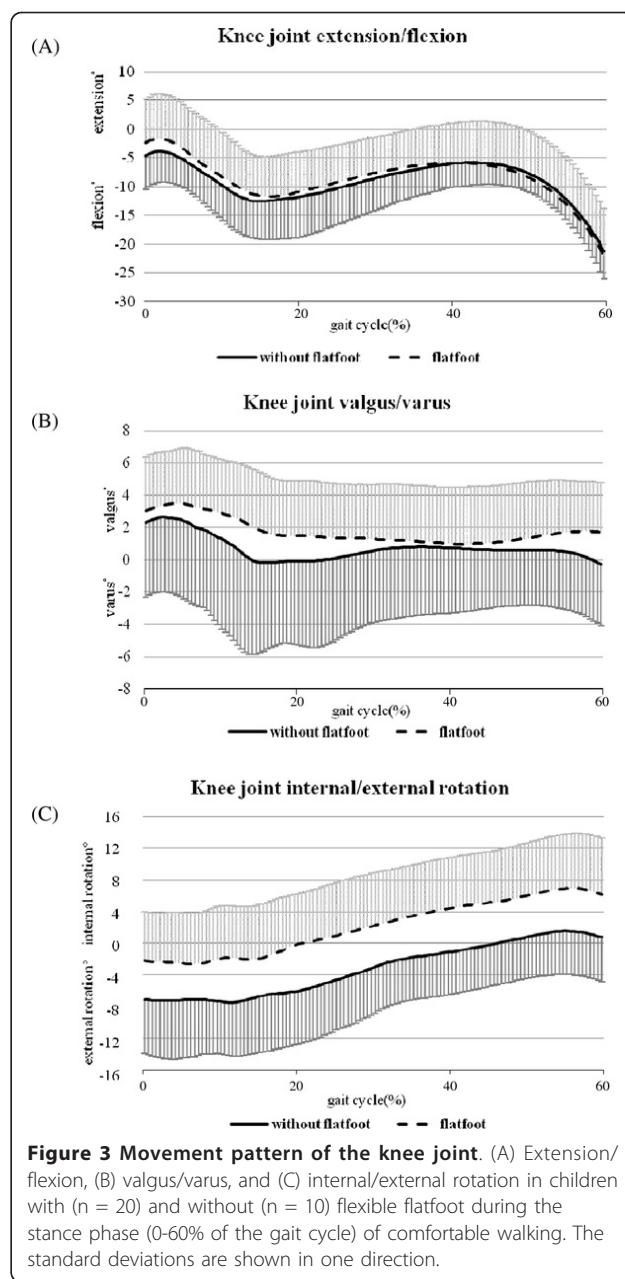 Knee joint extension/flexion
(A)
extension°
flexion°
10
5
0
-5
-10
-15
-20
-25
-30
0 20 40 60
gait cycle(%)
without flatfoot flatfoot
Knee joint valgus/varus
(B)
valgus°
varus°
8
6
4
2
0
-2
-4
-6
-8
0 20 40 60
gait cycle(%)
without flatfoot flatfoot
Knee joint internal/external rotation
(C)
internal rotation°
external rotation°
16
12
8
4
0
-4
-8
-12
-16
0 20 40 60
gait cycle(%)
without flatfoot flatfoot
Figure 3 Movement pattern of the knee joint. (A) Extension/
flexion, (B) valgus/varus, and (C) internal/external rotation in children
with (n = 20) and without (n = 10) flexible flatfoot during the
stance phase (0-60% of the gait cycle) of comfortable walking. The
standard deviations are shown in one direction.